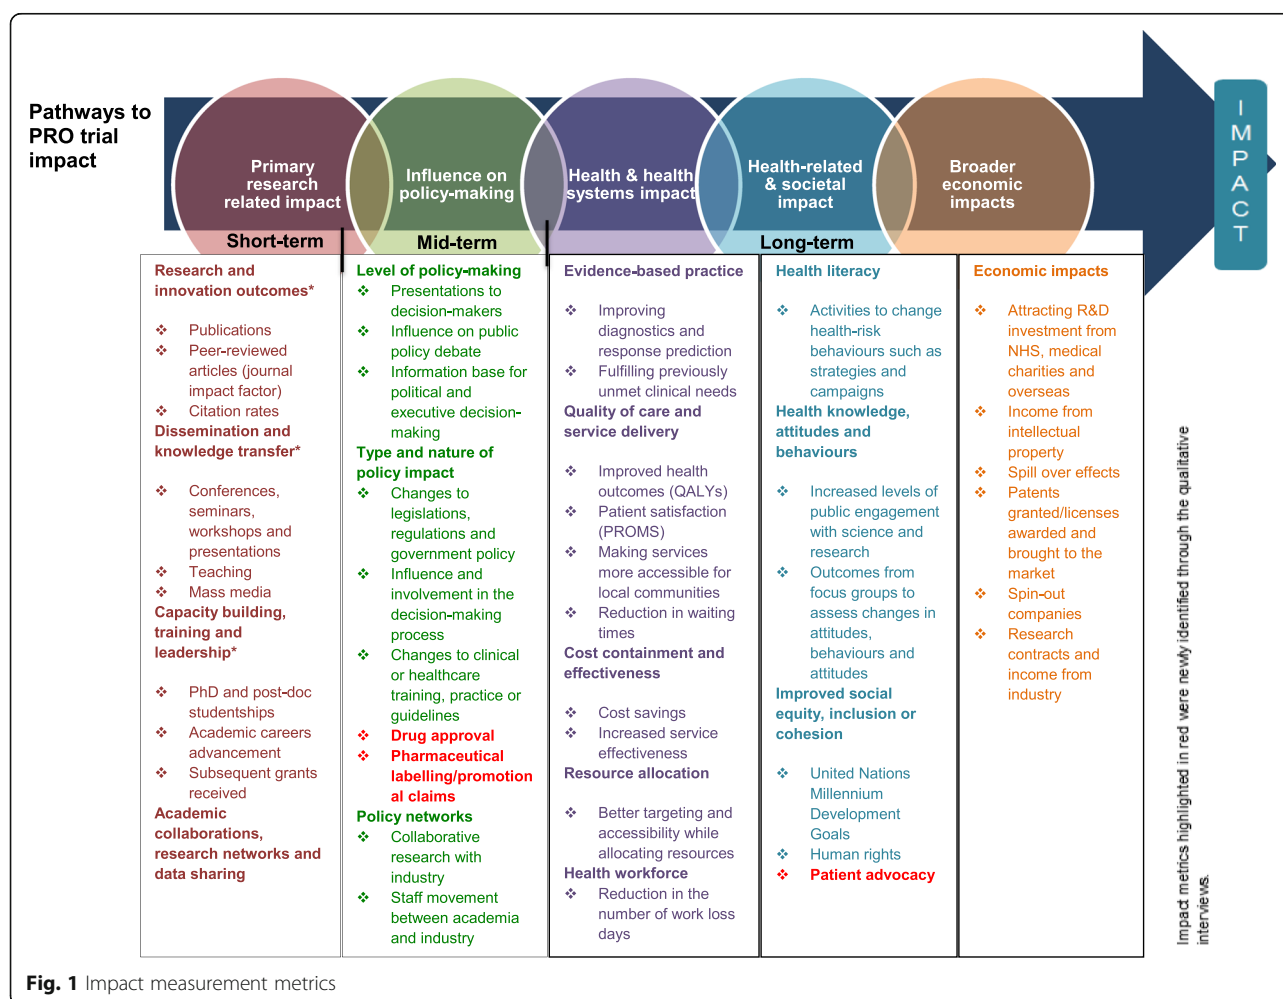 Pathways to
PRO trial
impact
Primary
research
related impact
Influence on
policy-making
Health & health
systems impact
Health-related
& societal
impact
Broader
economic
impacts
IMPACT
Short-term
Mid-term
Long-term
Research and
innovation outcomes*
❖ Publications
❖ Peer-reviewed
articles (journal
impact factor)
❖ Citation rates
Dissemination and
knowledge transfer*
❖ Conferences,
seminars,
workshops and
presentations
❖ Teaching
❖ Mass media
Capacity building,
training and
leadership*
❖ PhD and post-doc
studentships
❖ Academic careers
advancement
❖ Subsequent grants
received
Academic
collaborations,
research networks and
data sharing
Level of policy-making
❖ Presentations to
decision-makers
❖ Influence on public
policy debate
❖ Information base for
political and
executive decision-
making
Type and nature of
policy impact
❖ Changes to
legislations,
regulations and
government policy
❖ Influence and
involvement in the
decision-making
process
❖ Changes to clinical
or healthcare
training, practice or
guidelines
❖ Drug approval
❖ Pharmaceutical
labelling/promotion
al claims
Policy networks
❖ Collaborative
research with
industry
❖ Staff movement
between academia
and industry
Evidence-based practice
❖ Improving
diagnostics and
response prediction
❖ Fulfilling previously
unmet clinical needs
Quality of care and
service delivery
❖ Improved health
outcomes (QALYs)
❖ Patient satisfaction
(PROMS)
❖ Making services
more accessible for
local communities
❖ Reduction in waiting
times
Cost containment and
effectiveness
❖ Cost savings
❖ Increased service
effectiveness
Resource allocation
❖ Better targeting and
accessibility while
allocating resources
Health workforce
❖ Reduction in the
number of work loss
days
Health literacy
❖ Activities to change
health-risk
behaviours such as
strategies and
campaigns
Health knowledge,
attitudes and
behaviours
❖ Increased levels of
public engagement
with science and
research
❖ Outcomes from
focus groups to
assess changes in
attitudes,
behaviours and
attitudes
Improved social
equity, inclusion or
cohesion
❖ United Nations
Millennium
Development
Goals
❖ Human rights
❖ Patient advocacy
Economic impacts
❖ Attracting R&D
investment from
NHS, medical
charities and
overseas
❖ Income from
intellectual
property
❖ Spill over effects
❖ Patents
granted/licenses
awarded and
brought to the
market
❖ Spin-out
companies
❖ Research
contracts and
income from
industry
Impact metrics highlighted in red were newly identified through the qualitative
interviews.
Fig. 1 Impact measurement metrics